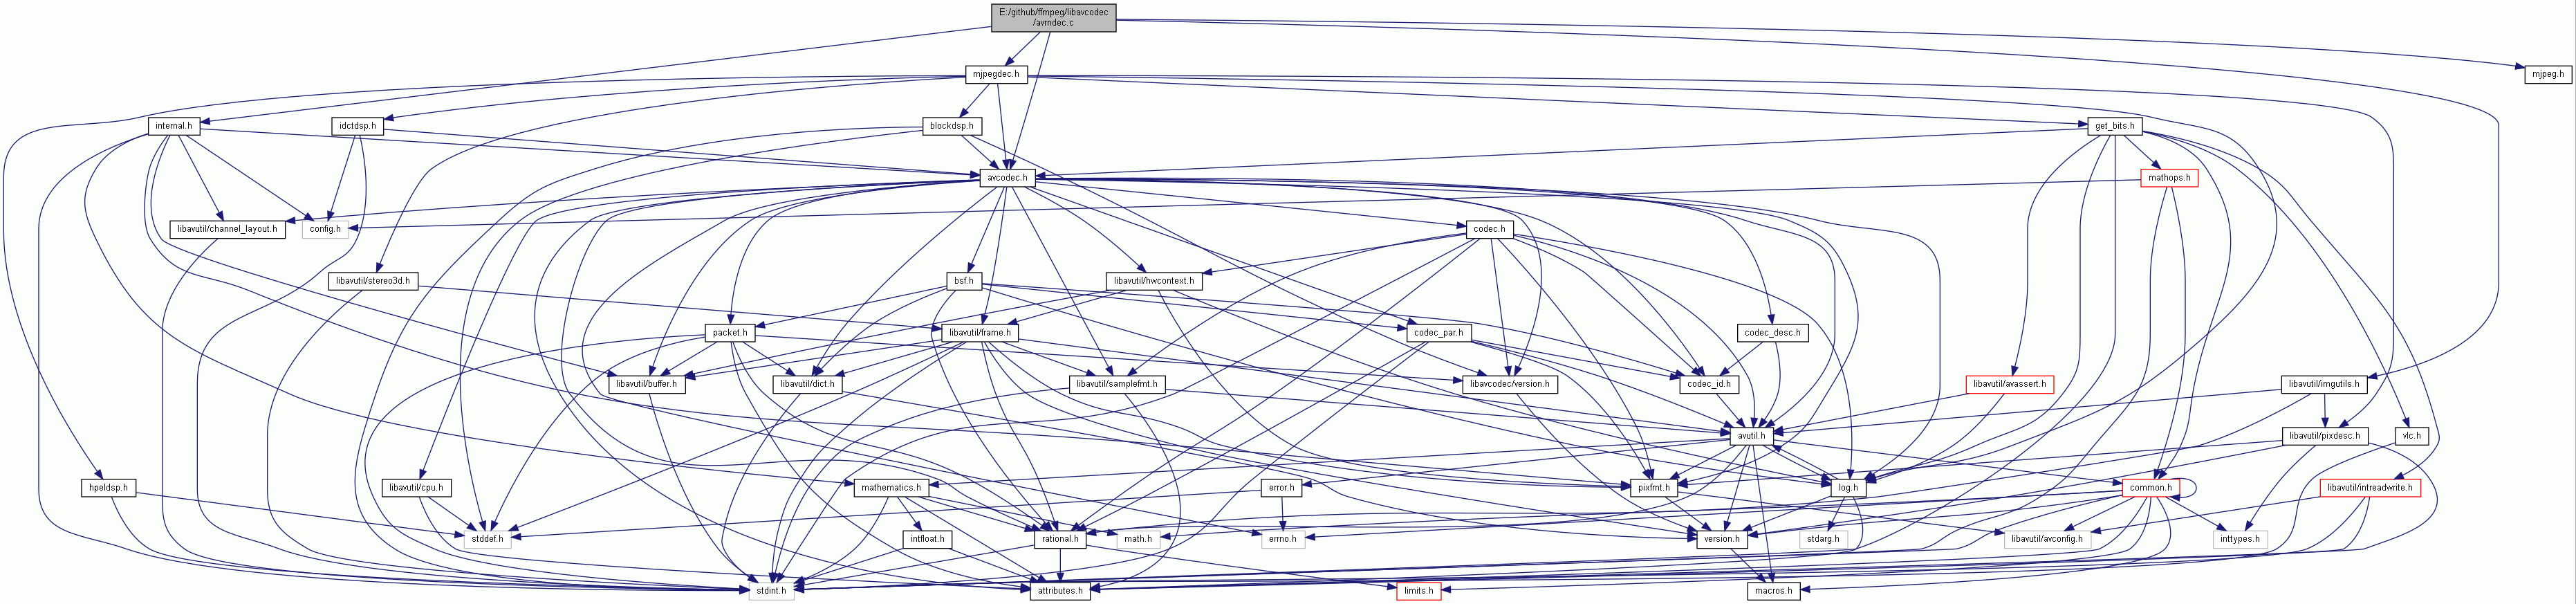 E:/github/ffmpeg/libavcodec
/avrndec.c
mjpegdec.h
mjpeg.h
internal.h
idctdsp.h
blockdsp.h
get_bits.h
avcodec.h
mathops.h
libavutil/channel_layout.h
config.h
codec.h
libavutil/stereo3d.h
bsf.h
libavutil/hwcontext.h
packet.h
libavutil/frame.h
codec_par.h
codec_desc.h
libavutil/buffer.h
libavutil/dict.h
libavutil/samplefmt.h
libavcodec/version.h
codec_id.h
libavutil/avassert.h
libavutil/imgutils.h
avutil.h
libavutil/pixdesc.h
vlc.h
hpeldsp.h
libavutil/cpu.h
mathematics.h
error.h
pixfmt.h
log.h
common.h
libavutil/intreadwrite.h
stddef.h
intfloat.h
rational.h
math.h
errno.h
version.h
stdarg.h
libavutil/avconfig.h
inttypes.h
stdint.h
attributes.h
limits.h
macros.h